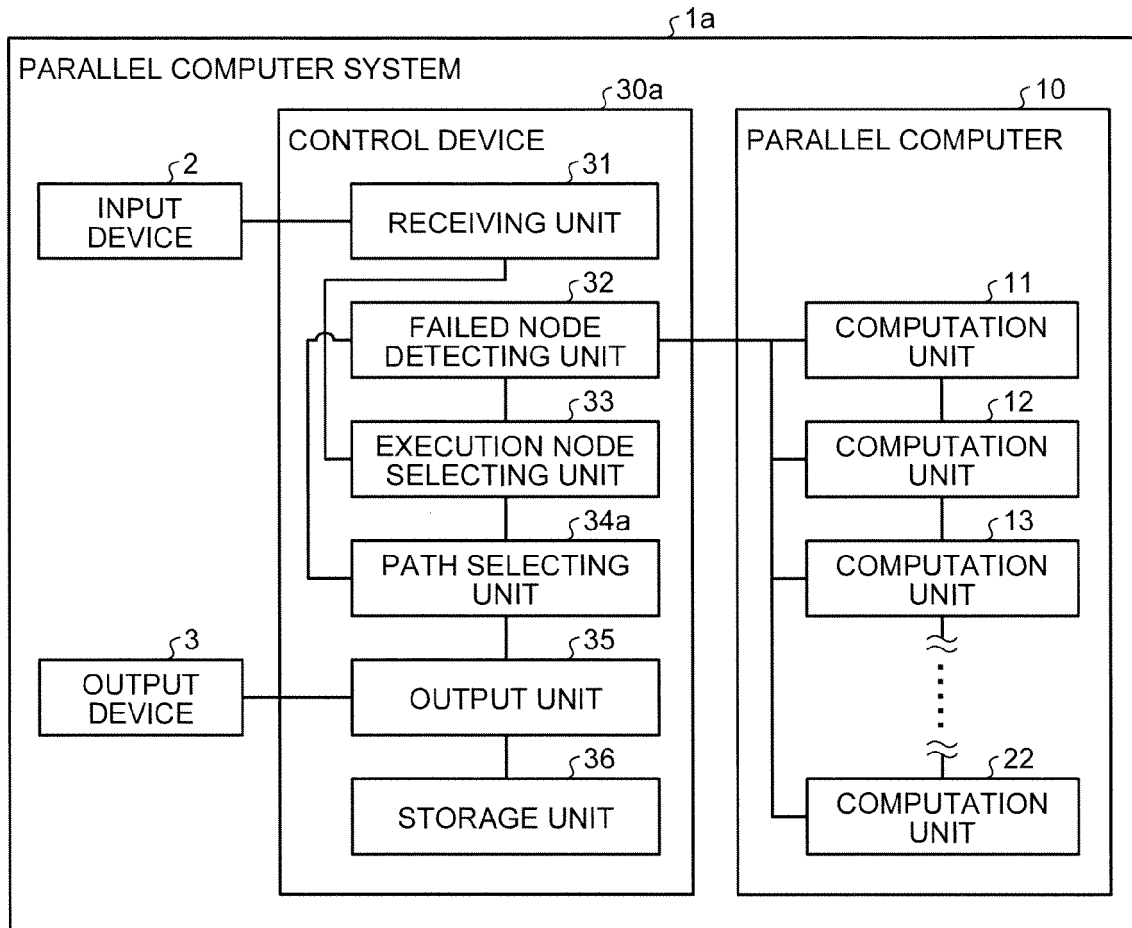 1a
PARALLEL COMPUTER SYSTEM
30a
CONTROL DEVICE
2
INPUT
DEVICE
31
RECEIVING UNIT
32
FAILED NODE
DETECTING UNIT
33
EXECUTION NODE
SELECTING UNIT
34a
PATH SELECTING
UNIT
3
OUTPUT
DEVICE
35
OUTPUT UNIT
36
STORAGE UNIT
10
PARALLEL COMPUTER
11
COMPUTATION
UNIT
12
COMPUTATION
UNIT
13
COMPUTATION
UNIT
22
COMPUTATION
UNIT